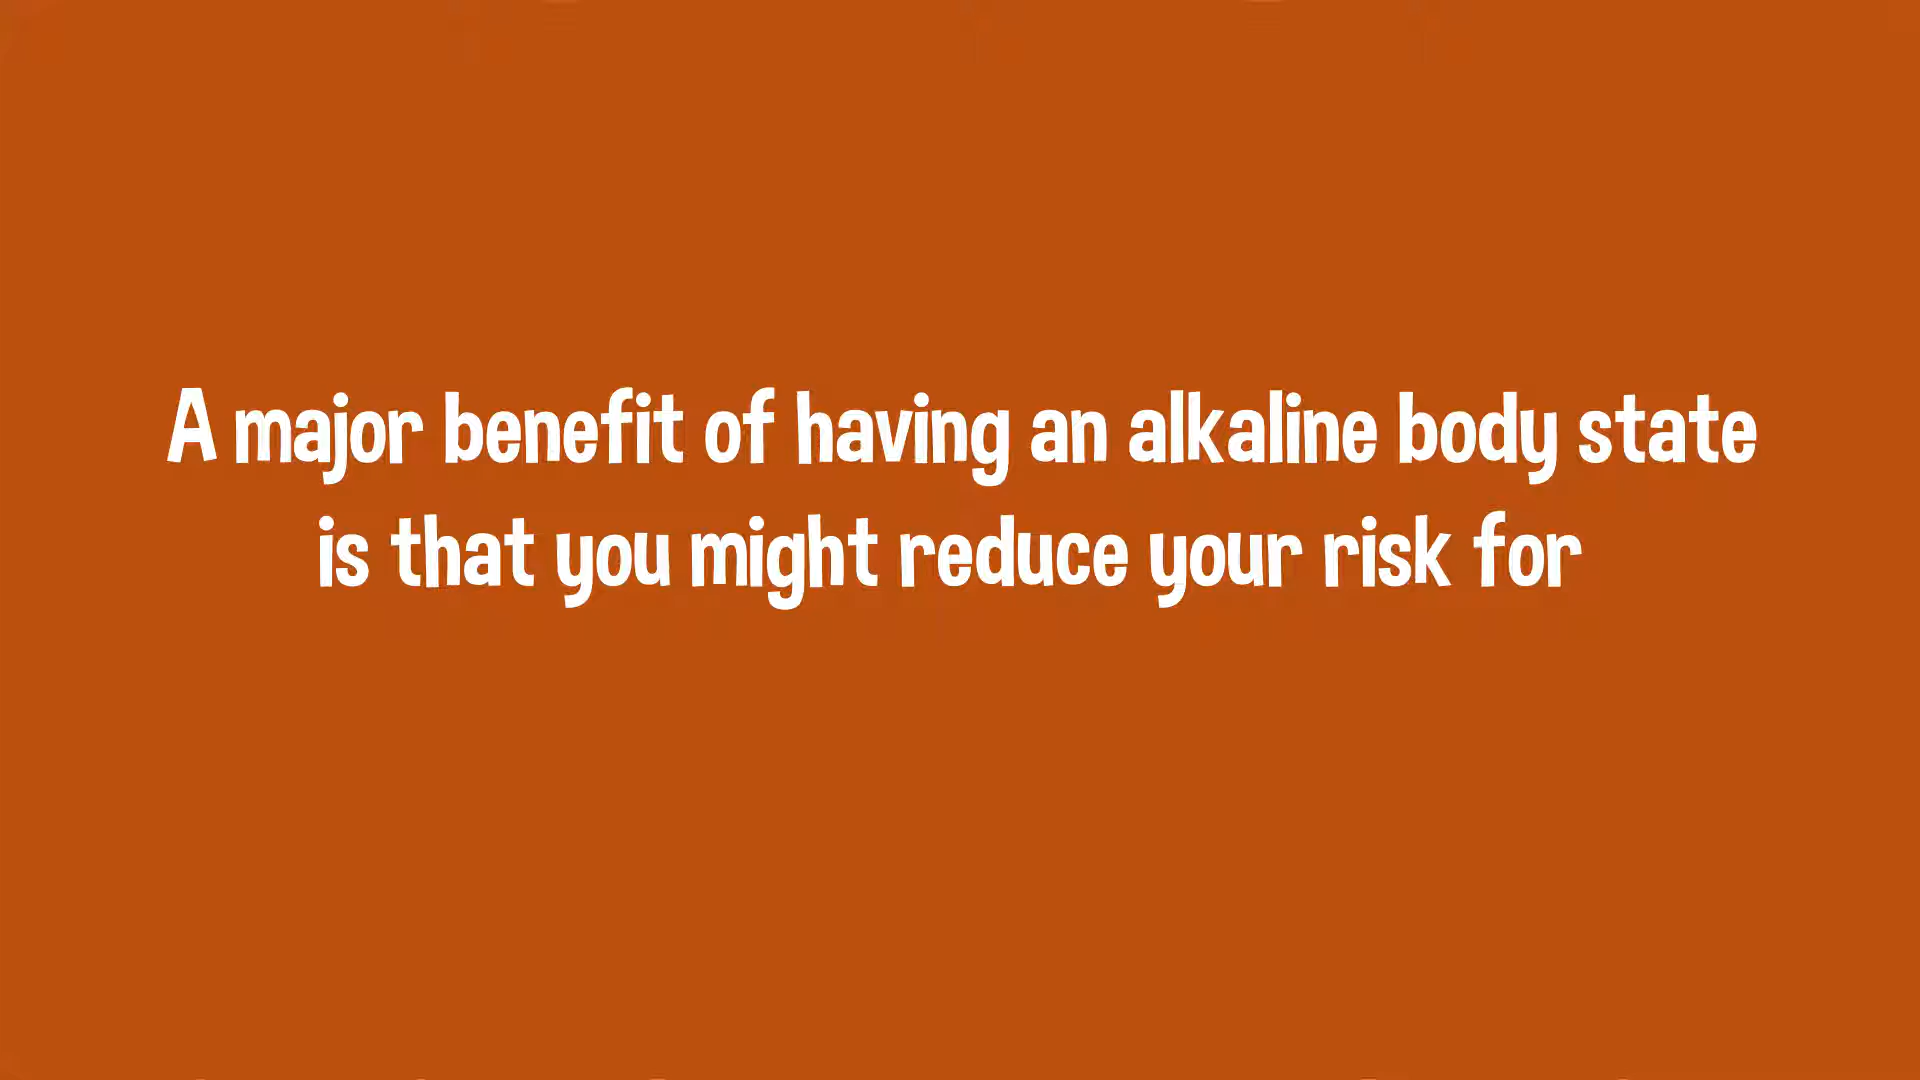 A major benefit of having an alkaline body state
is that you might reduce your risk for